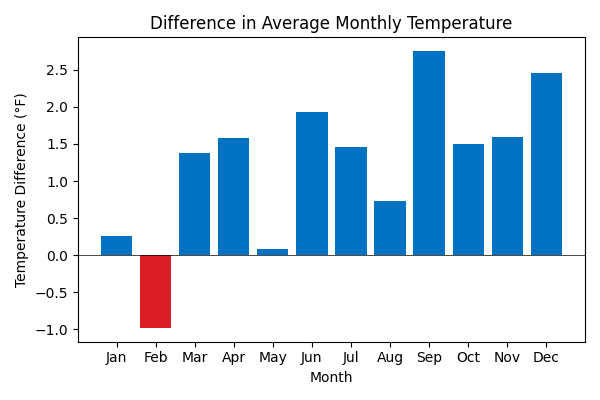 Difference in Average Monthly Temperature
Temperature Difference (°F)
2.5
2.0
1.5
1.0
0.5
0.0
−0.5
−1.0
Jan Feb Mar Apr May Jun Jul Aug Sep Oct Nov Dec
Month